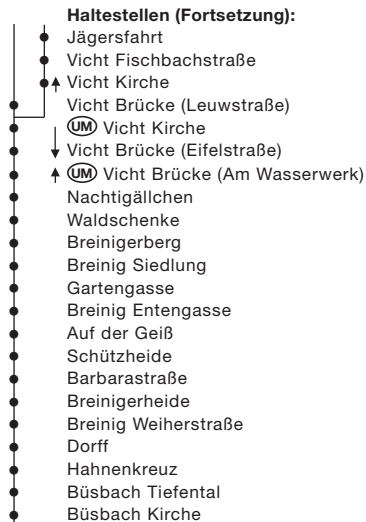 Haltestellen (Fortsetzung):
Jägersfahrt
Vicht Fischbachstraße
Vicht Kirche
Vicht Brücke (Leuwstraße)
UM Vicht Kirche
Vicht Brücke (Eifelstraße)
UM Vicht Brücke (Am Wasserwerk)
Nachtigällchen
Waldschenke
Breinigerberg
Breinig Siedlung
Gartengasse
Breinig Entengasse
Auf der Geiß
Schützheide
Barbarastraße
Breinigerheide
Breinig Weiherstraße
Dorff
Hahnenkreuz
Büsbach Tiefental
Büsbach Kirche